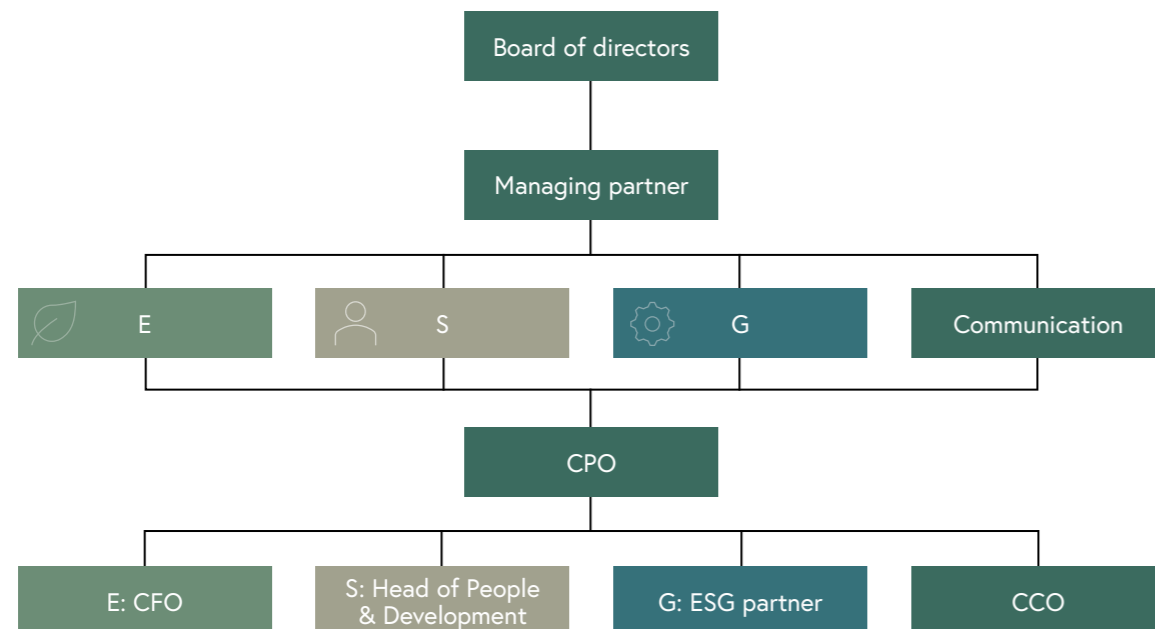 Board of directors
Managing partner
E
S
G
Communication
CPO
E: CFO
S: Head of People
& Development
G: ESG partner
CCO